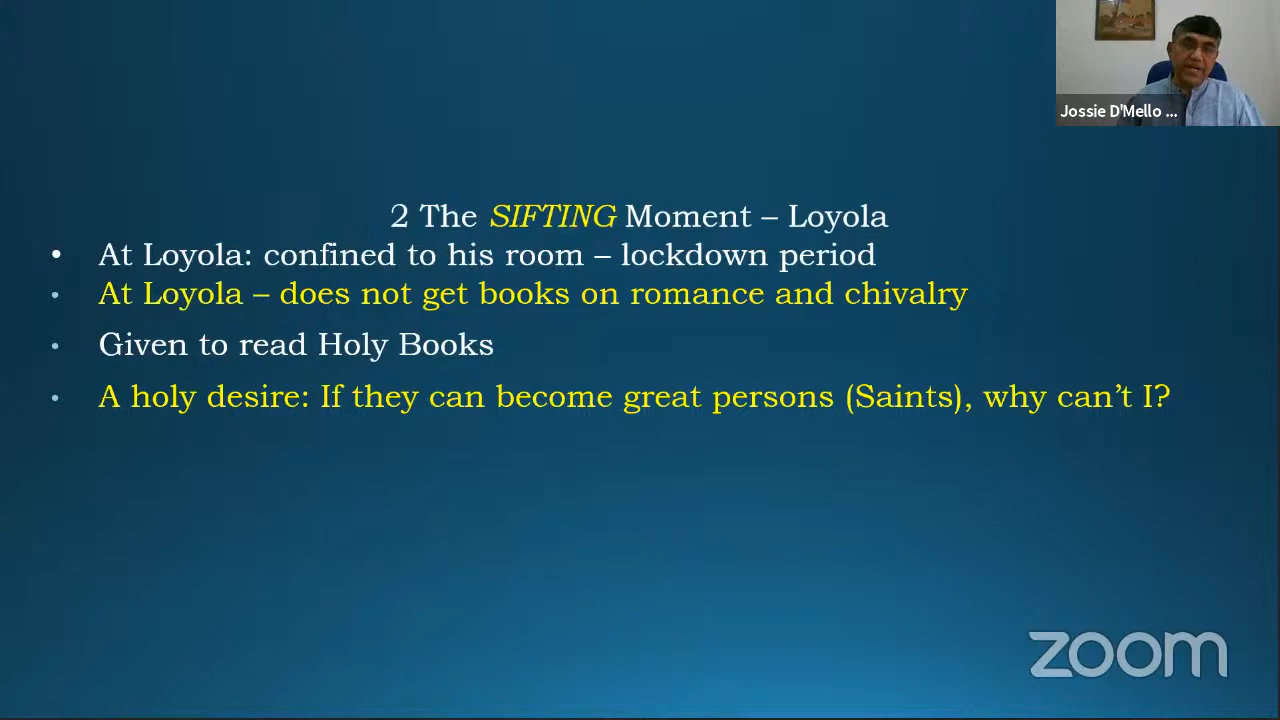 Jossie D'Mello ...
2 The SIFTING Moment – Loyola
• At Loyola: confined to his room – lockdown period
• At Loyola – does not get books on romance and chivalry
• Given to read Holy Books
• A holy desire: If they can become great persons (Saints), why can’t I?
zoom